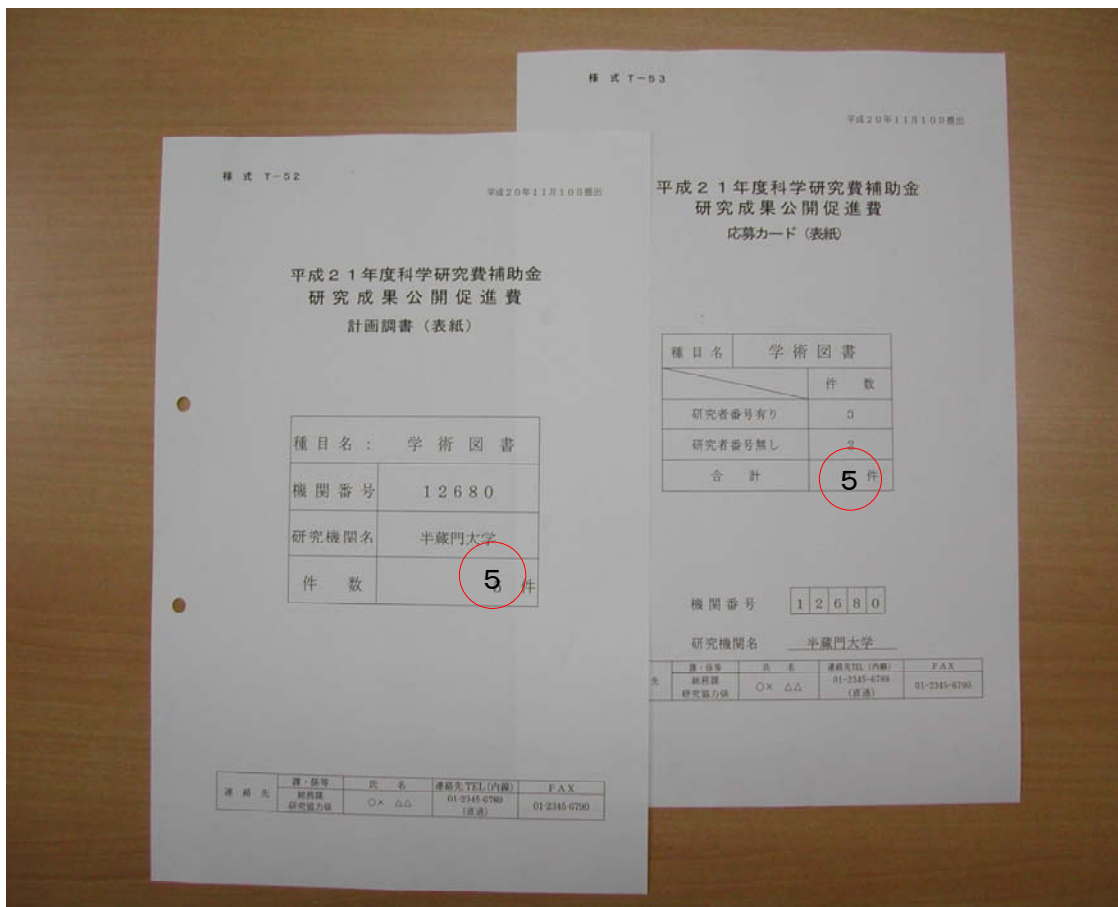 様 式 T-52
平成20年11月10日提出
平成21年度科学研究費補助金
研究成果公開促進費
計画調書（表紙）
種目名： 学術図書
機関番号 12680
研究機関名 半蔵門大学
件数 5 件
連絡先 課・係等 氏 名 連絡先TEL(内線) FAX
総務課 研究協力係 ○× △△ 01-2345-6789 (直通) 01-2345-6790
様 式 T-53
平成20年11月10日提出
平成21年度科学研究費補助金
研究成果公開促進費
応募カード（表紙）
種目名 学術図書
件 数
研究者番号有り 3
研究者番号無し 2
合 計 5 件
機関番号 12680
研究機関名 半蔵門大学
先 課・係等 氏 名 連絡先TEL(内線) FAX
総務課 研究協力係 ○× △△ 01-2345-6789 (直通) 01-2345-6790